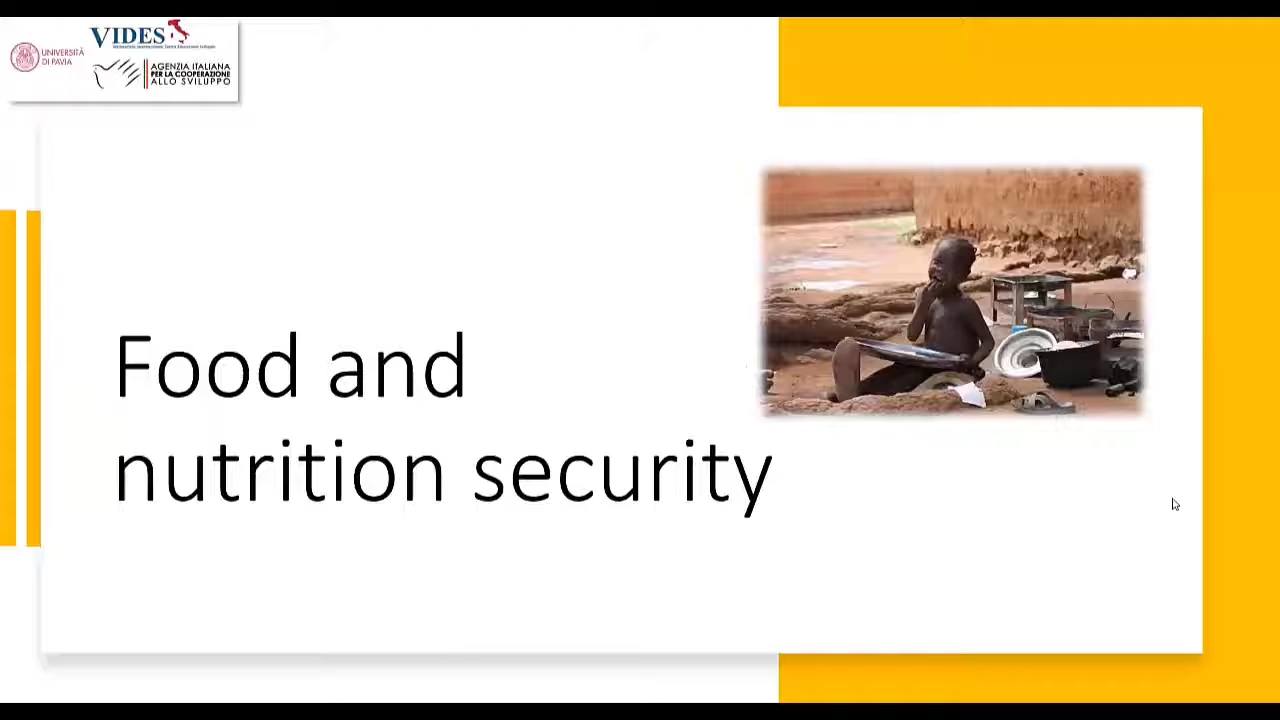 UNIVERSITÀ
DI PAVIA
VIDES
AGENZIA ITALIANA
PER LA COOPERAZIONE
ALLO SVILUPPO
Food and
nutrition security